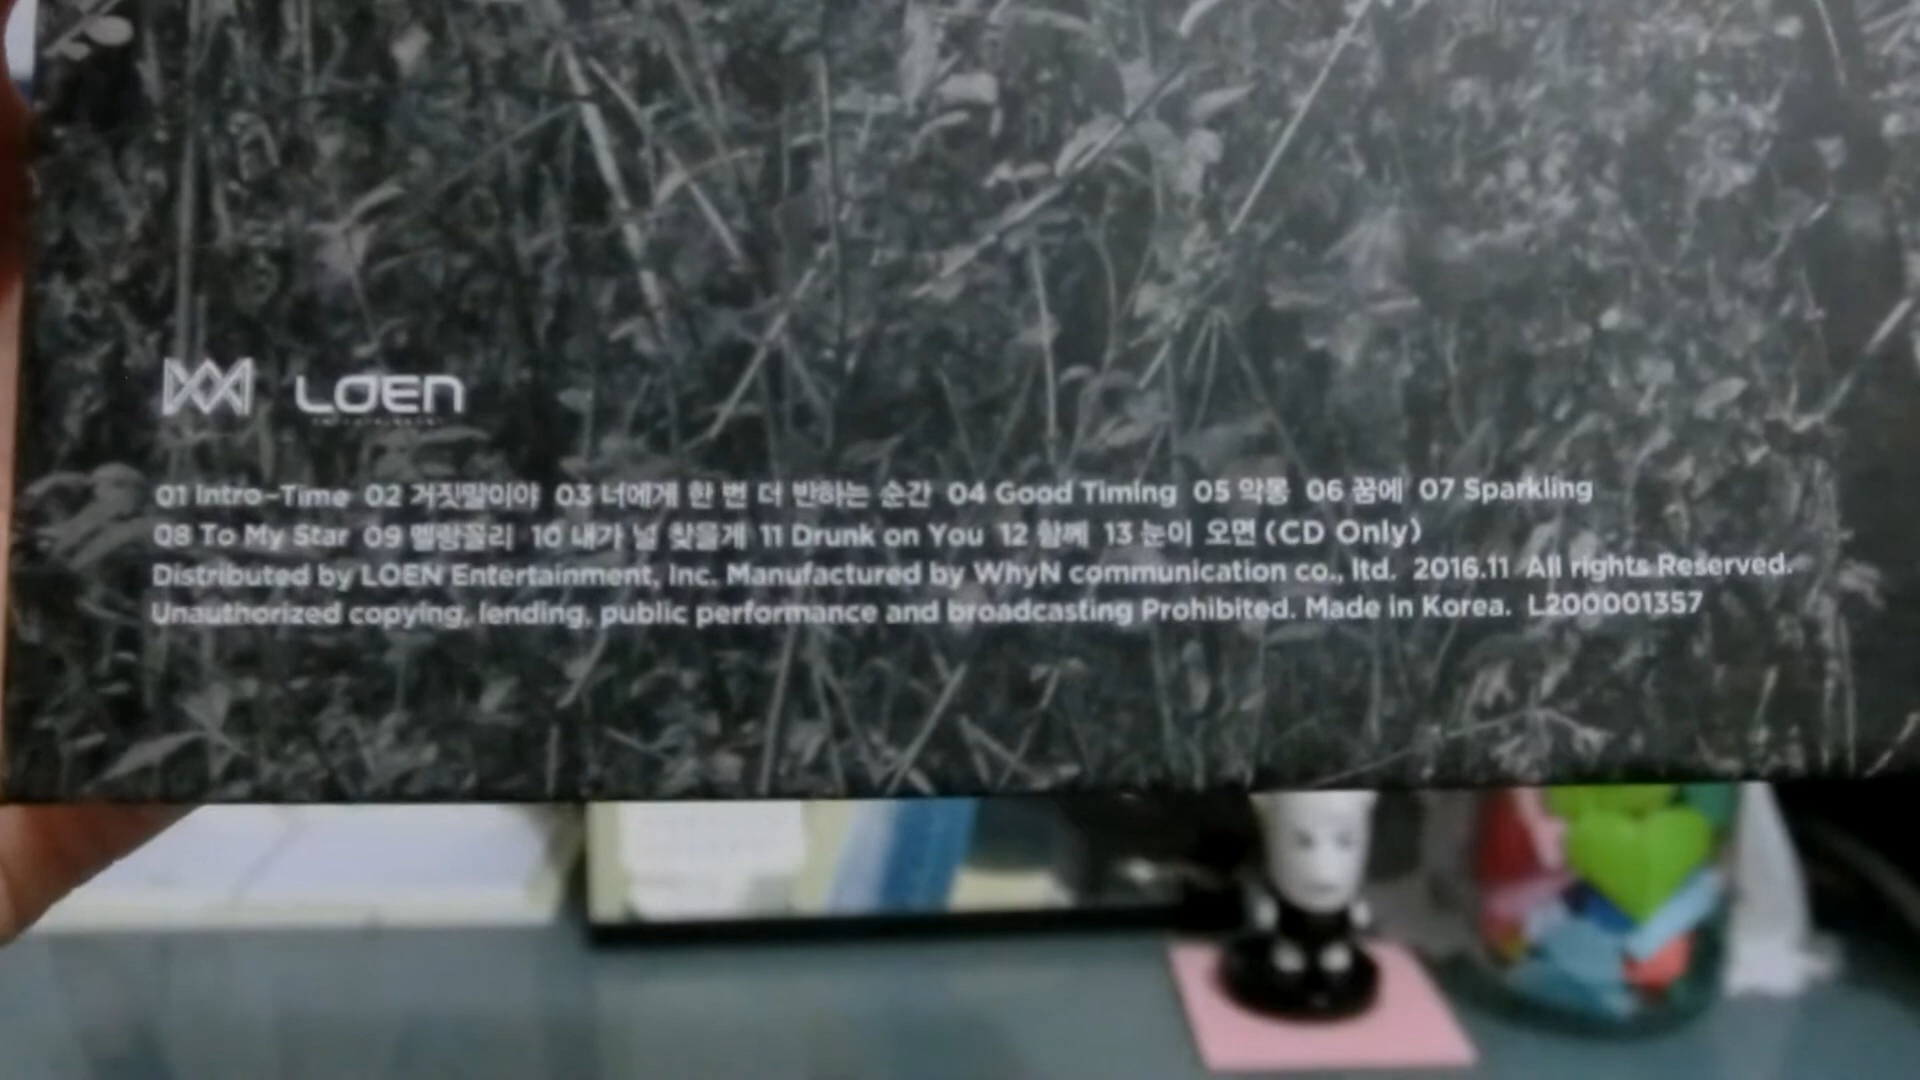 LOEN
01 Intro-Time 02 거짓말이야 03 너에게 한 번 더 반하는 순간 04 Good Timing 05 악몽 06 꿈에 07 Sparkling
08 To My Star 09 멜랑꼴리 10 내가 널 찾을게 11 Drunk on You 12 함께 13 눈이 오면 (CD Only)
Distributed by LOEN Entertainment, Inc. Manufactured by WhyN communication co., ltd. 2016.11 All rights Reserved.
Unauthorized copying, lending, public performance and broadcasting Prohibited. Made in Korea. L200001357